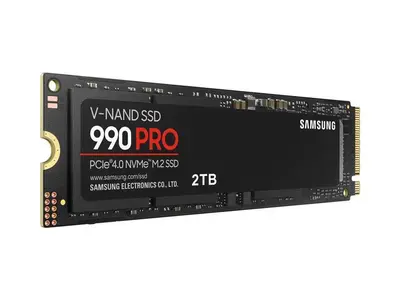 V-NAND SSD
990 PRO
PCIe® 4.0 NVMe™ M.2 SSD
www.samsung.com/ssd
SAMSUNG ELECTRONICS CO., LTD.
2TB
SAMSUNG